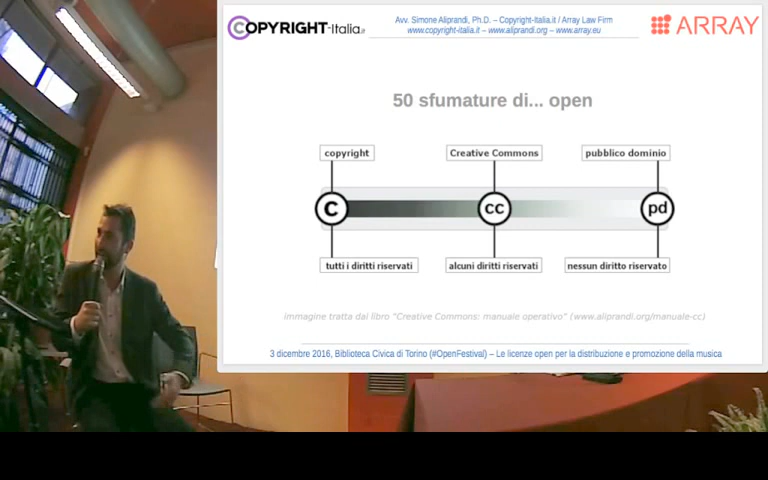 COPYRIGHT-Italia.it
Avv. Simone Aliprandi, Ph.D. – Copyright-Italia.it / Array Law Firm
www.copyright-italia.it – www.aliprandi.org – www.array.eu
ARRAY
50 sfumature di... open
copyright
Creative Commons
pubblico dominio
C
cc
pd
tutti i diritti riservati
alcuni diritti riservati
nessun diritto riservato
immagine tratta dal libro "Creative Commons: manuale operativo" (www.aliprandi.org/manuale-cc)
3 dicembre 2016, Biblioteca Civica di Torino (#OpenFestival) – Le licenze open per la distribuzione e promozione della musica